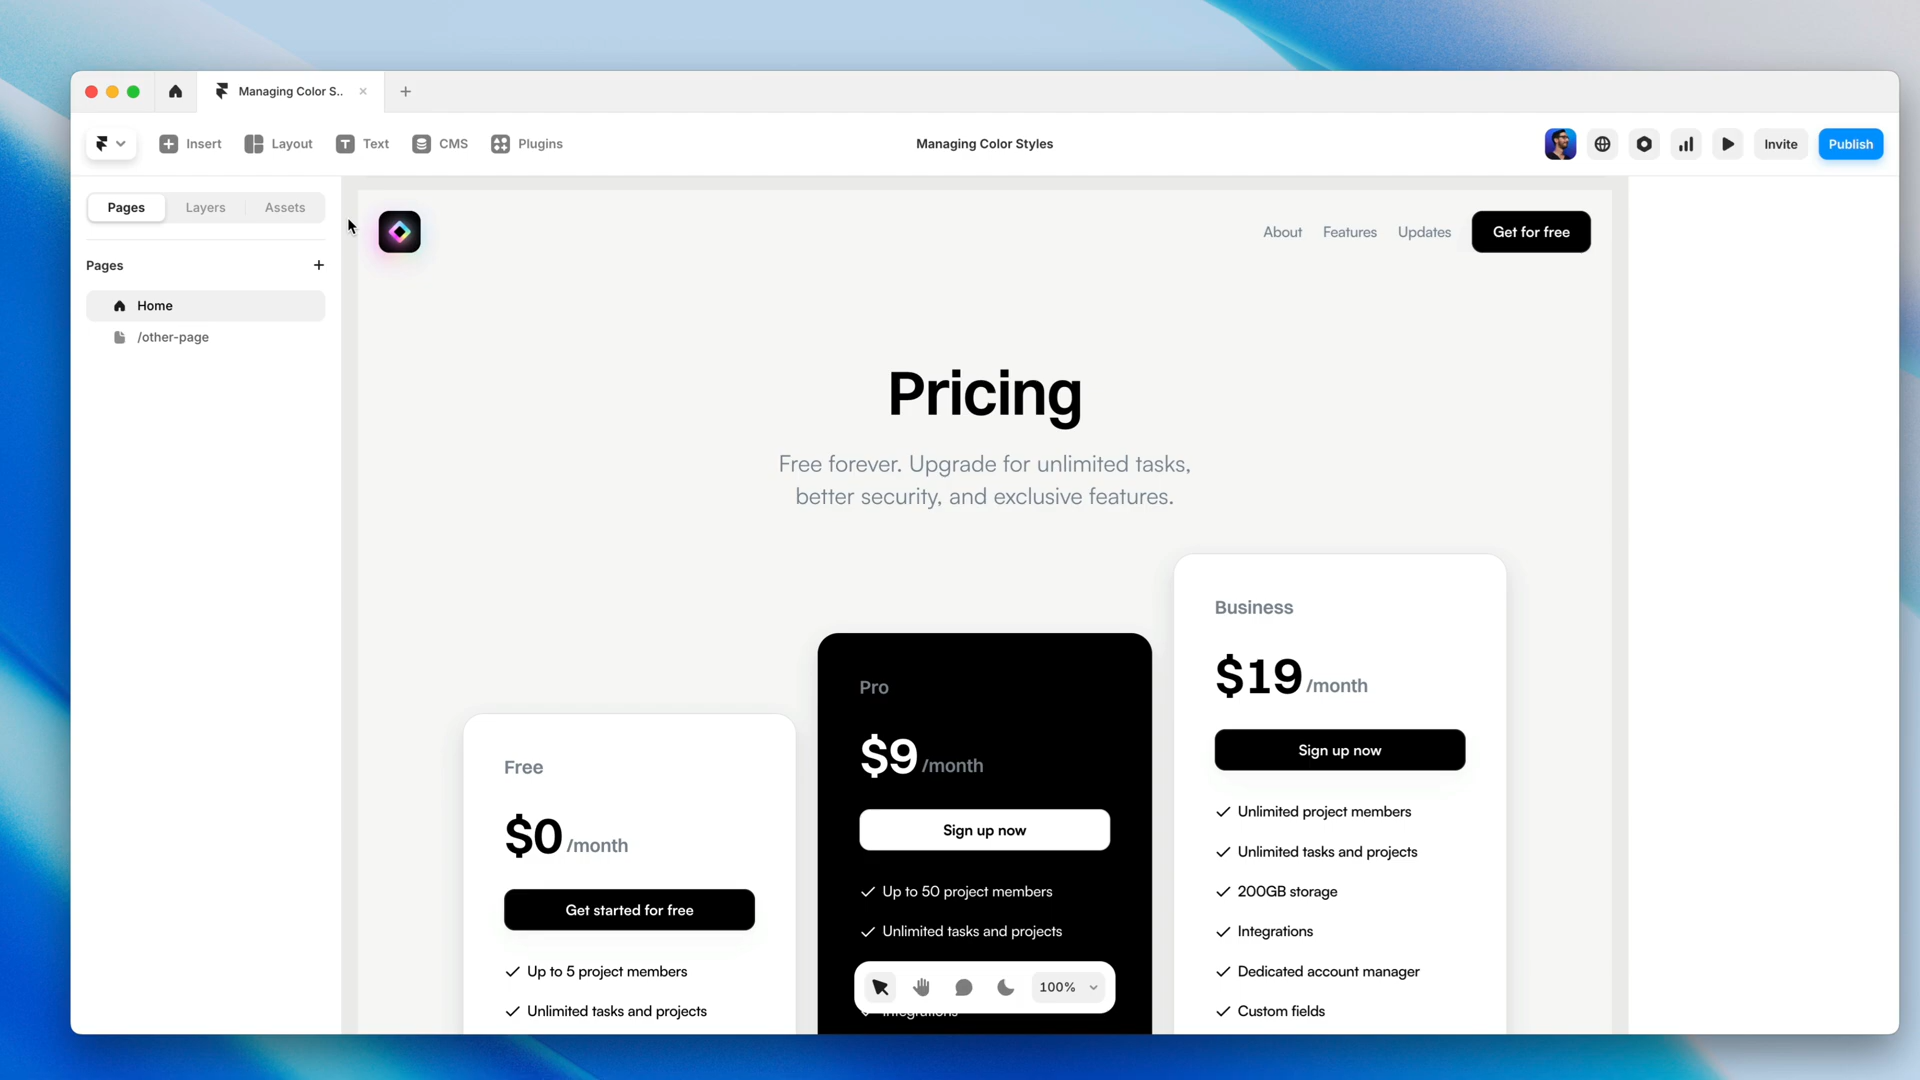 Managing Color S..
Insert
Layout
Text
CMS
Plugins
Managing Color Styles
Invite
Publish
Pages
Layers
Assets
Pages
Home
/other-page
About
Features
Updates
Get for free
Pricing
Free forever. Upgrade for unlimited tasks,
better security, and exclusive features.
Free
$0 /month
Get started for free
Up to 5 project members
Unlimited tasks and projects
Pro
$9 /month
Sign up now
Up to 50 project members
Unlimited tasks and projects
Integrations
Business
$19 /month
Sign up now
Unlimited project members
Unlimited tasks and projects
200GB storage
Integrations
Dedicated account manager
Custom fields
100%